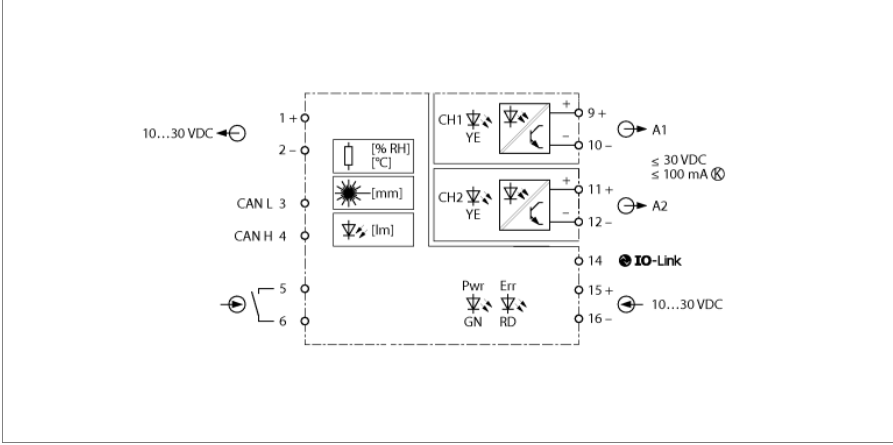 10...30 VDC
1 +
2 –
CAN L 3
CAN H 4
5
6
[% RH]
[°C]
[mm]
[lm]
CH1
YE
+
–
CH2
YE
+
–
Pwr Err
GN RD
9 +
10 –
A1
≤ 30 VDC
≤ 100 mA Ⓚ
11 +
12 –
A2
14 IO-Link
15 +
16 –
10...30 VDC